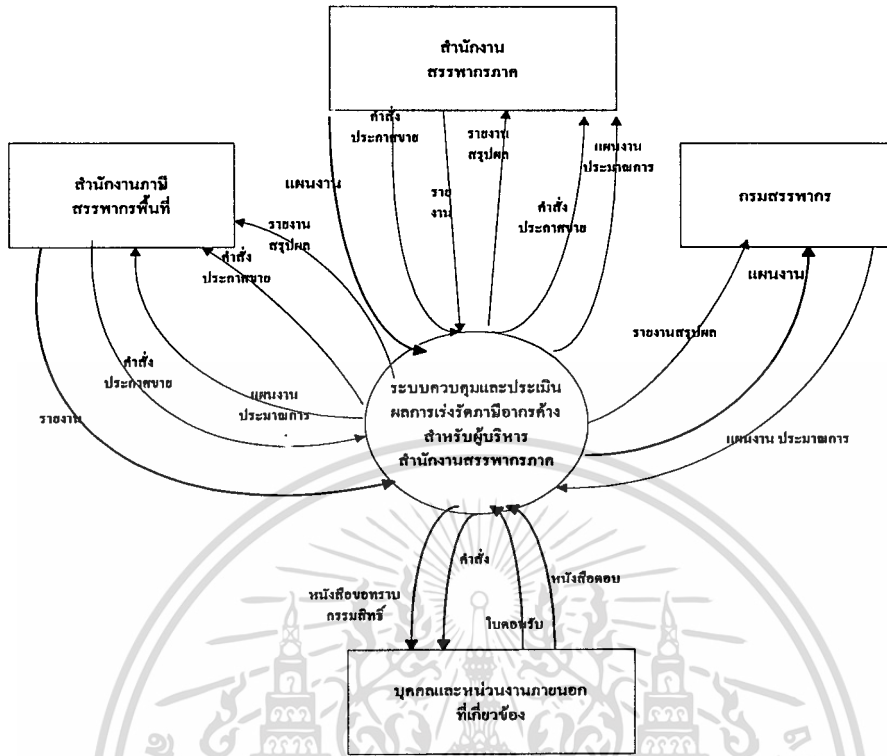 สำนักงาน
สรรพากรภาค
คำสั่ง
ประกาศขาย
รายงาน
สรุปผล
แผนงาน
ประมาณการ
สำนักงานภาษี
สรรพากรพื้นที่
แผนงาน
ราย
งาน
คำสั่ง
ประกาศขาย
กรมสรรพากร
รายงาน
สรุปผล
คำสั่ง
ประกาศขาย
แผนงาน
รายงานสรุปผล
คำสั่ง
ประกาศขาย
รายงาน
แผนงาน
ประมาณการ
ระบบควบคุมและประเมิน
ผลการเร่งรัดภาษีอากรค้าง
สำหรับผู้บริหาร
สำนักงานสรรพากรภาค
แผนงาน ประมาณการ
คำสั่ง
หนังสือตอบ
หนังสือขอทราบ
กรรมสิทธิ์
ใบตอบรับ
บุคคลและหน่วนงานภายนอก
ที่เกี่ยวข้อง